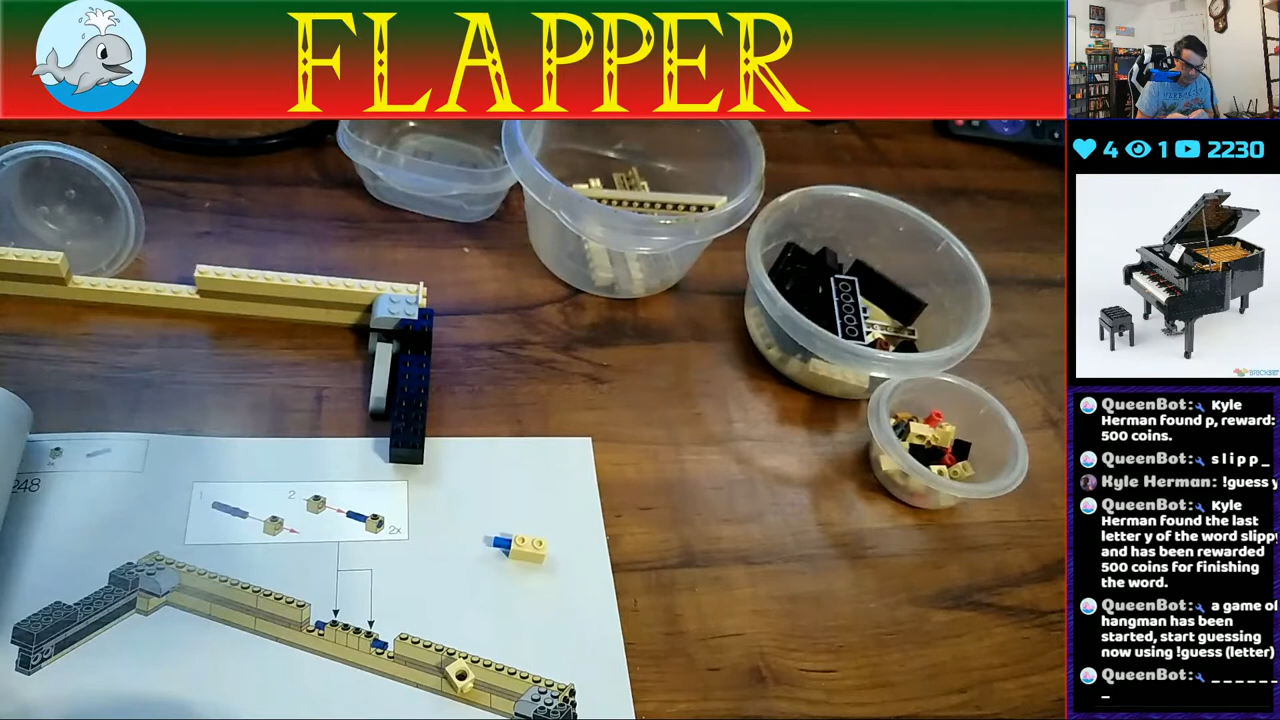 FLAPPER
4 1 2230
QueenBot: Kyle
Herman found p, reward:
500 coins.
QueenBot: s l i p p _
Kyle Herman: !guess y
QueenBot: Kyle
Herman found the last
letter y of the word slippy
and has been rewarded
500 coins for finishing
the word.
QueenBot: a game of
hangman has been
started, start guessing
now using !guess (letter)
QueenBot: _ _ _ _ _ _
_
248
1
2
2x